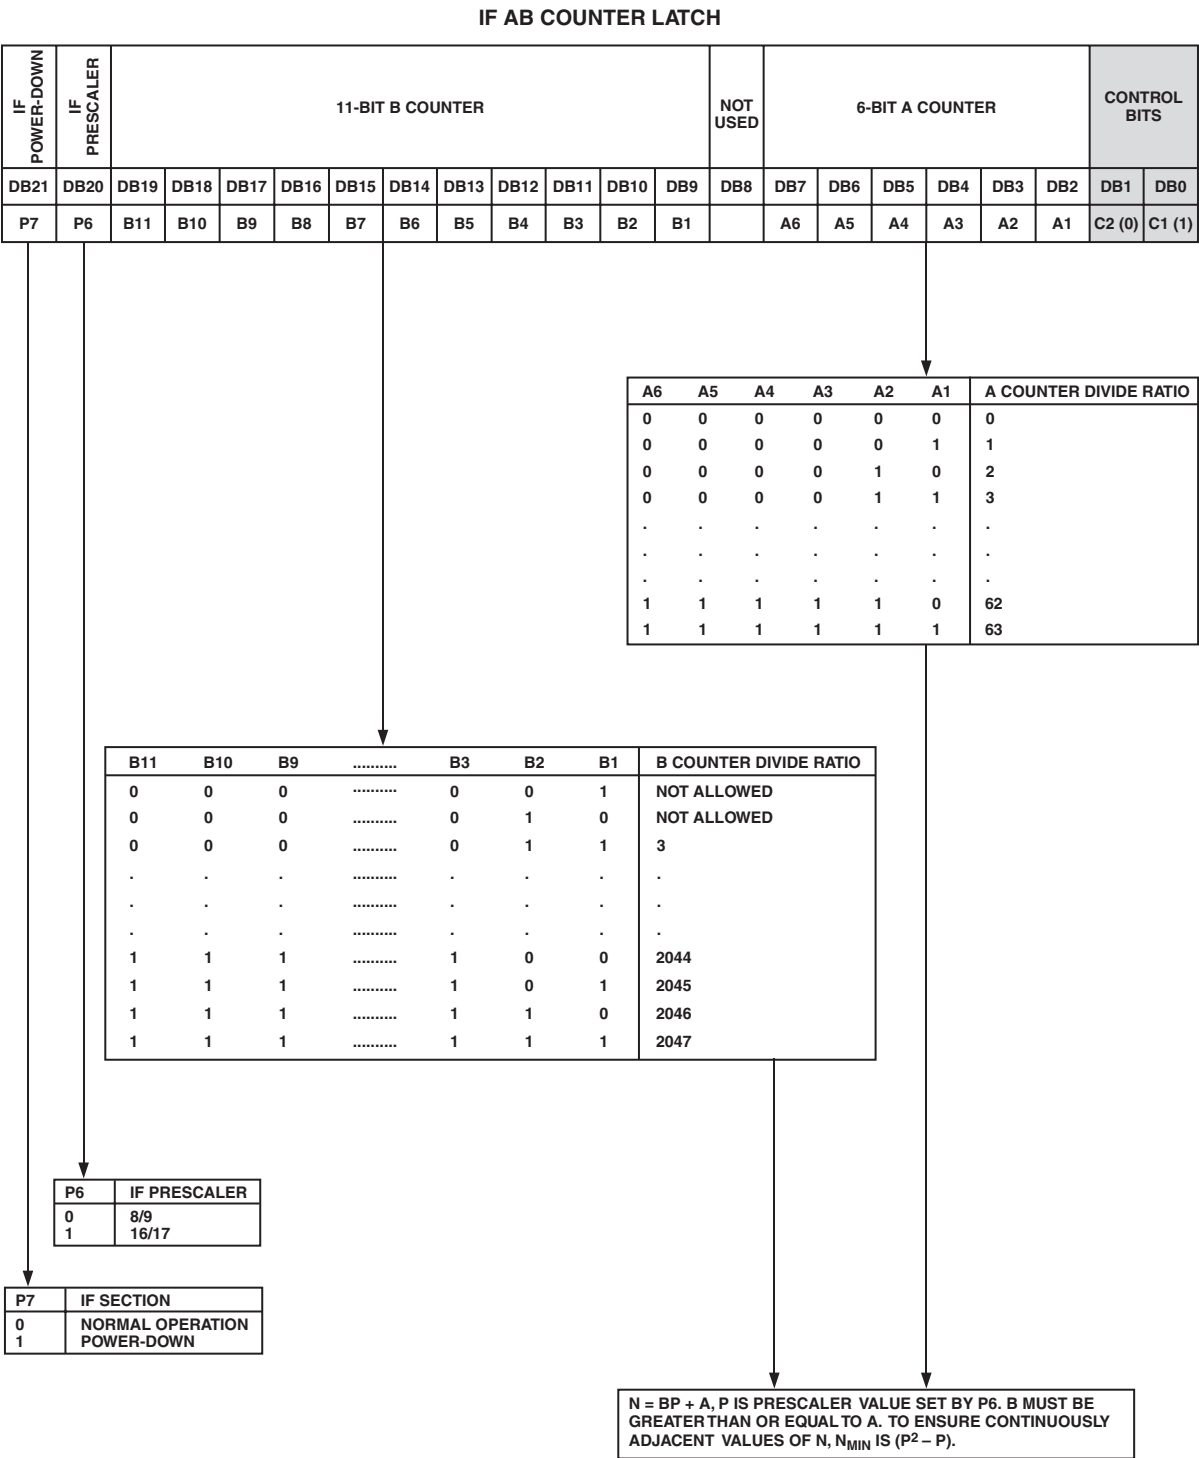 IF AB COUNTER LATCH
IF POWER-DOWN
IF PRESCALER
11-BIT B COUNTER
NOT USED
6-BIT A COUNTER
CONTROL BITS
DB21 DB20 DB19 DB18 DB17 DB16 DB15 DB14 DB13 DB12 DB11 DB10 DB9 DB8 DB7 DB6 DB5 DB4 DB3 DB2 DB1 DB0
P7 P6 B11 B10 B9 B8 B7 B6 B5 B4 B3 B2 B1 A6 A5 A4 A3 A2 A1 C2 (0) C1 (1)
A6 A5 A4 A3 A2 A1 A COUNTER DIVIDE RATIO
0 0 0 0 0 0 0
0 0 0 0 0 1 1
0 0 0 0 1 0 2
0 0 0 0 1 1 3
. . . . . . .
. . . . . . .
. . . . . . .
1 1 1 1 1 0 62
1 1 1 1 1 1 63
B11 B10 B9 .......... B3 B2 B1 B COUNTER DIVIDE RATIO
0 0 0 .......... 0 0 1 NOT ALLOWED
0 0 0 .......... 0 1 0 NOT ALLOWED
0 0 0 .......... 0 1 1 3
. . . .......... . . . .
. . . .......... . . . .
. . . .......... . . . .
1 1 1 .......... 1 0 0 2044
1 1 1 .......... 1 0 1 2045
1 1 1 .......... 1 1 0 2046
1 1 1 .......... 1 1 1 2047
P6 IF PRESCALER
0 8/9
1 16/17
P7 IF SECTION
0 NORMAL OPERATION
1 POWER-DOWN
N = BP + A, P IS PRESCALER VALUE SET BY P6. B MUST BE
GREATER THAN OR EQUAL TO A. TO ENSURE CONTINUOUSLY
ADJACENT VALUES OF N, NMIN IS (P² – P).